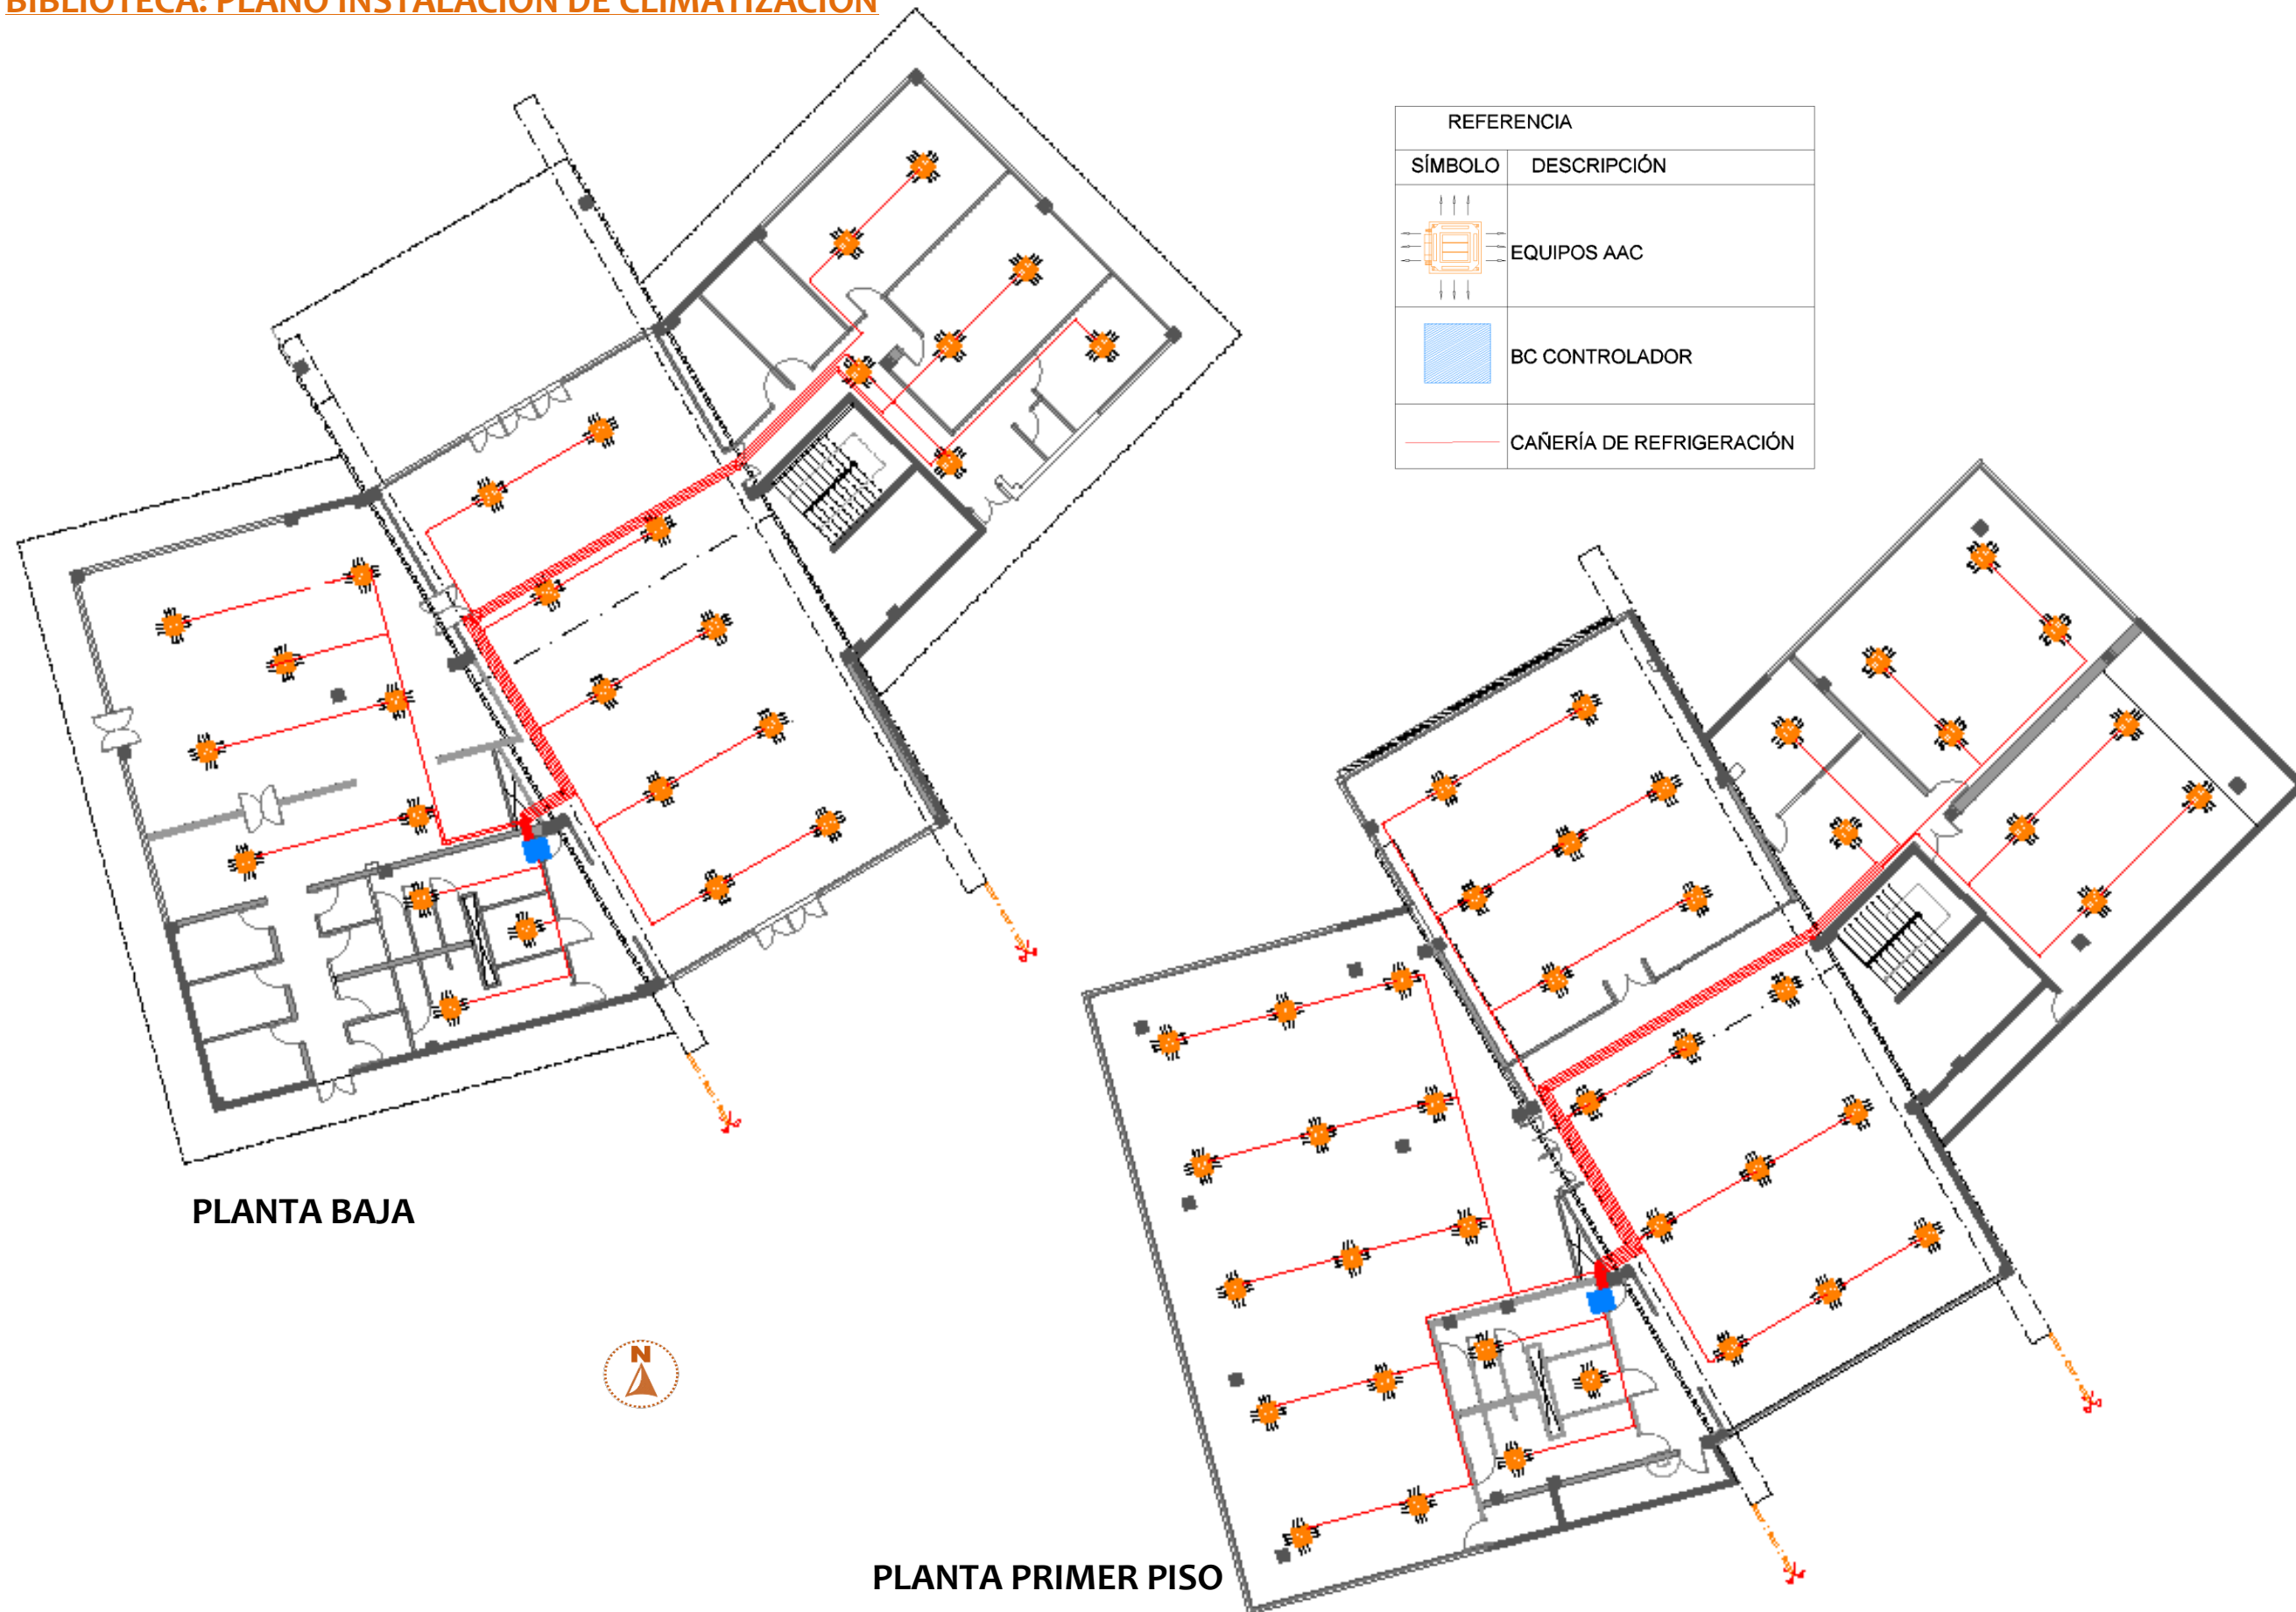 BIBLIOTECA: PLANO INSTALACIÓN DE CLIMATIZACIÓN
REFERENCIA
SÍMBOLO DESCRIPCIÓN
EQUIPOS AAC
BC CONTROLADOR
CAÑERÍA DE REFRIGERACIÓN
PLANTA BAJA
N
PLANTA PRIMER PISO